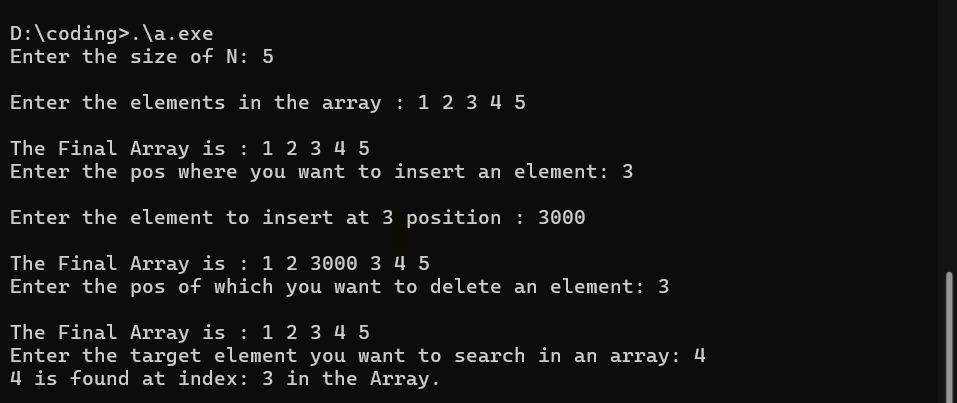 D:\coding>.\a.exe
Enter the size of N: 5
Enter the elements in the array : 1 2 3 4 5
The Final Array is : 1 2 3 4 5
Enter the pos where you want to insert an element: 3
Enter the element to insert at 3 position : 3000
The Final Array is : 1 2 3000 3 4 5
Enter the pos of which you want to delete an element: 3
The Final Array is : 1 2 3 4 5
Enter the target element you want to search in an array: 4
4 is found at index: 3 in the Array.